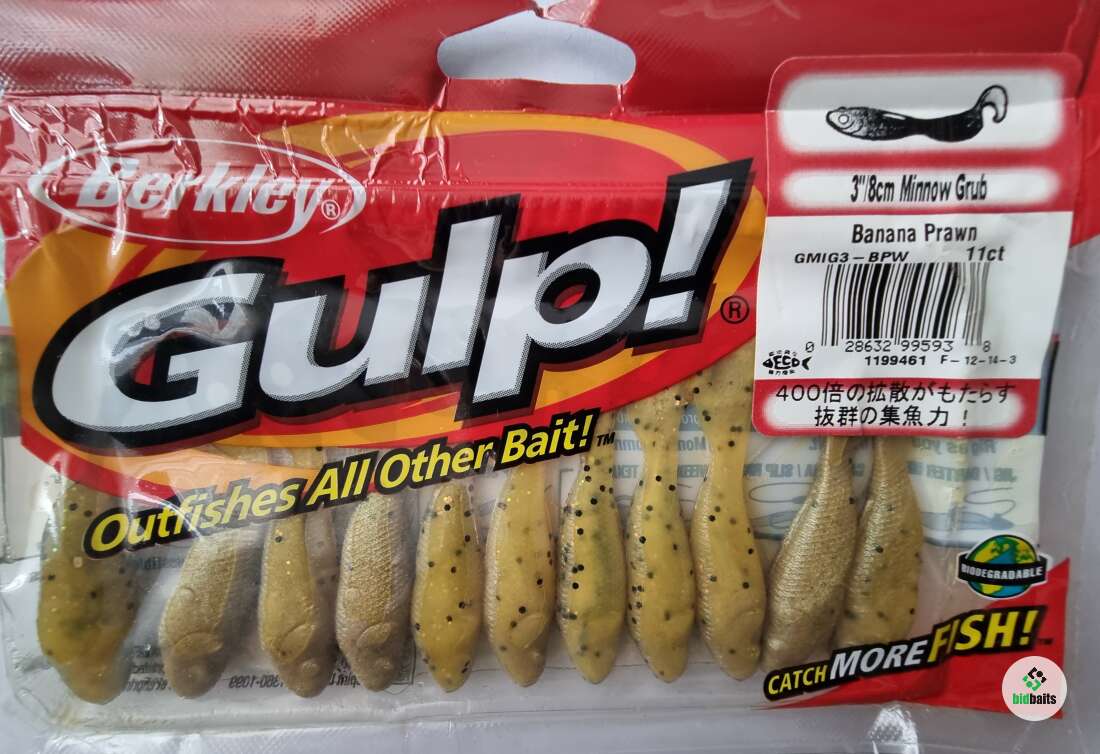 Berkley®
Gulp!®
Outfishes All Other Bait!™
3"/8cm Minnow Grub
Banana Prawn
GMIG3-BPW 11ct
0 28632 99593 8
1199461 F-12-14-3
ECO
400倍の拡散がもたらす
抜群の集魚力！
BIODEGRADABLE
CATCH MORE FISH!™
bidbaits